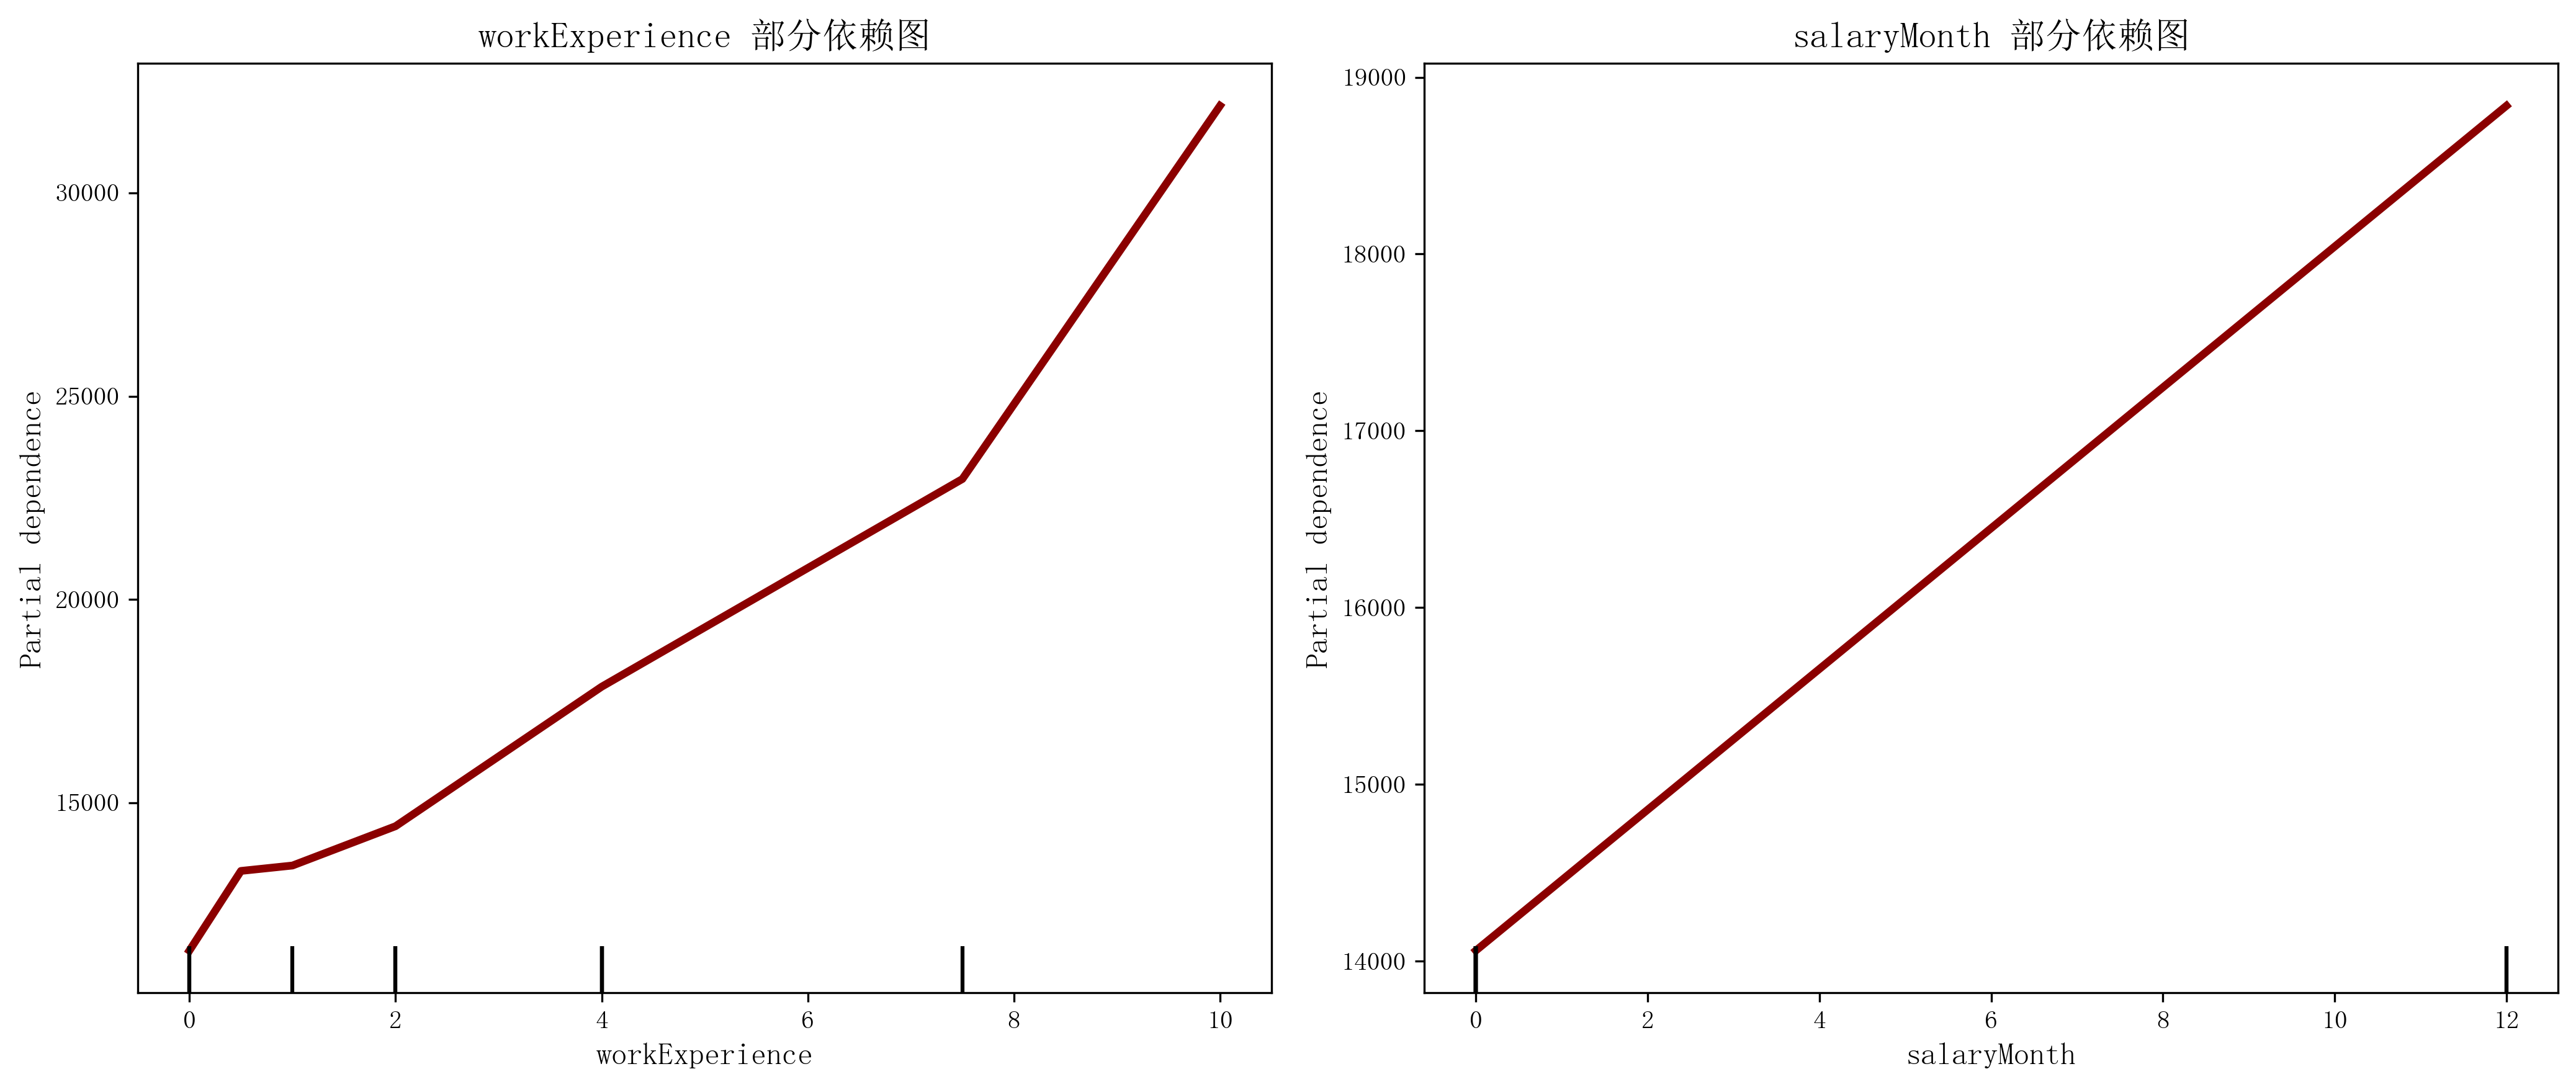 workExperience 部分依赖图
Partial dependence
30000
25000
20000
15000
0 2 4 6 8 10
workExperience
salaryMonth 部分依赖图
Partial dependence
19000
18000
17000
16000
15000
14000
0 2 4 6 8 10 12
salaryMonth